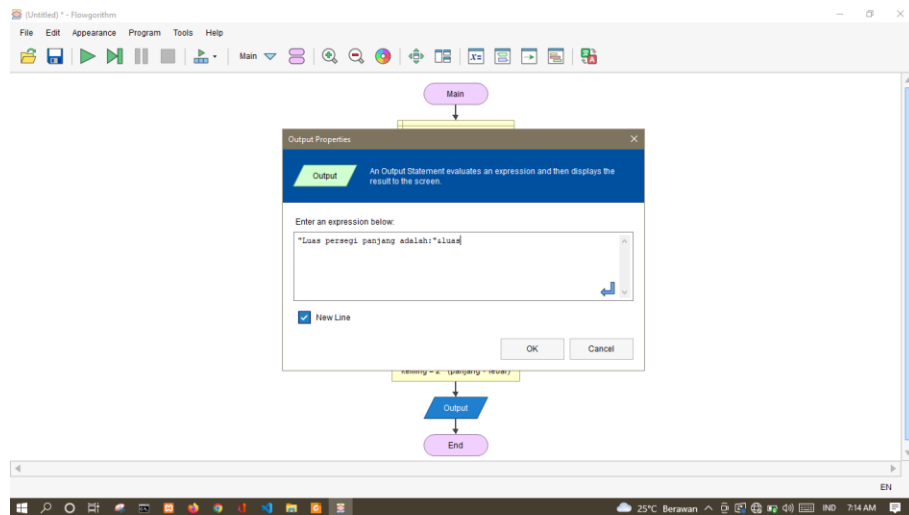 (Untitled) * - Flowgorithm
File Edit Appearance Program Tools Help
Main
x=
Main
Output Properties
Output
An Output Statement evaluates an expression and then displays the
result to the screen.
Enter an expression below:
"Luas persegi panjang adalah:"&luas
New Line
OK Cancel
(panjang
Output
End
EN
25°C Berawan IND 7:14 AM